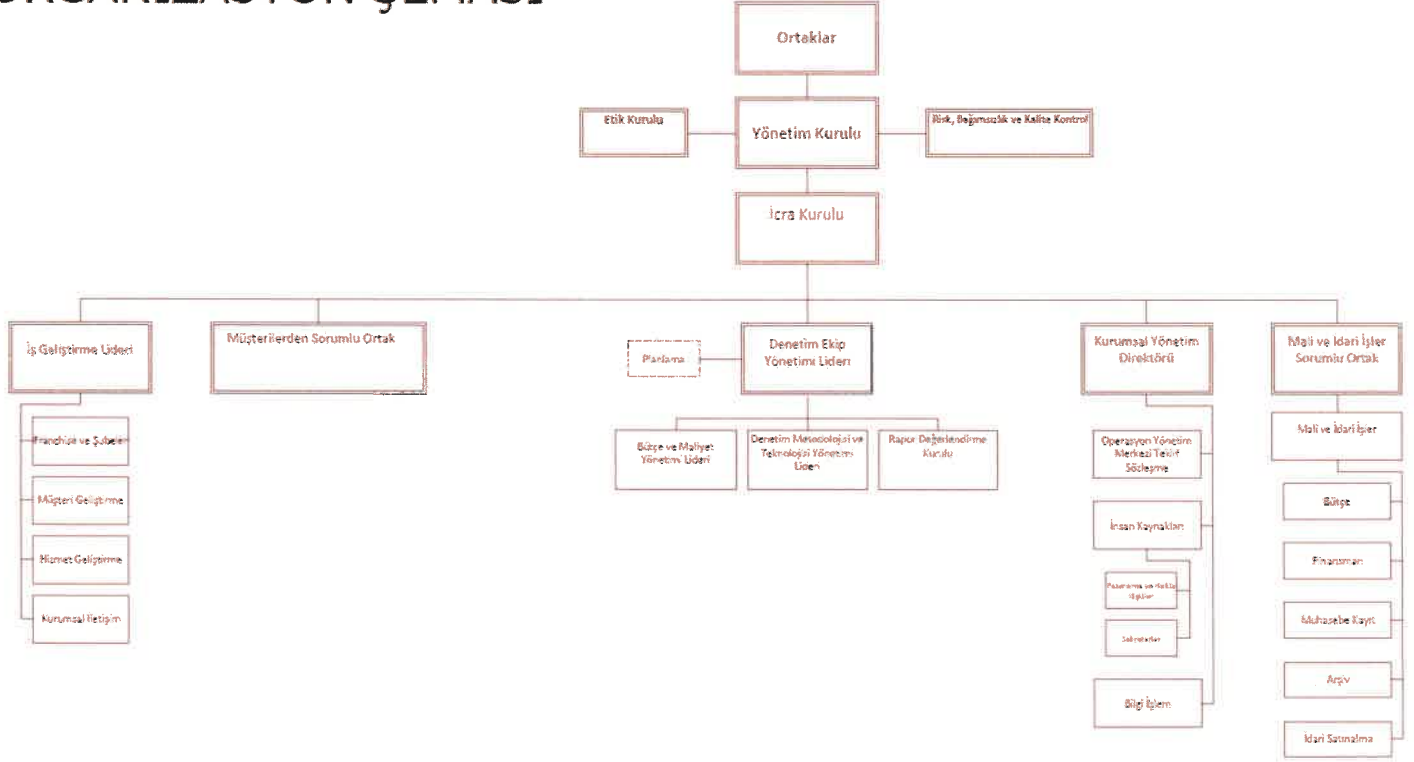 ORGANİZASYON ŞEMASI
Ortaklar
Etik Kurulu
Yönetim Kurulu
Risk, Bağımsızlık ve Kalite Kontrol
İcra Kurulu
İş Geliştirme Lideri
Müşterilerden Sorumlu Ortak
Planlama
Denetim Ekip
Yönetimi Lideri
Kurumsal Yönetim
Direktörü
Mali ve İdari İşler
Sorumlu Ortak
Franchise ve Şubeler
Müşteri Geliştirme
Hizmet Geliştirme
Kurumsal İletişim
Bütçe ve Maliyet
Yönetimi Lideri
Denetim Metodolojisi ve
Teknolojisi Yönetim
Lideri
Rapor Değerlendirme
Kurulu
Operasyon Yönetim
Merkezi Teklif
Sözleşme
İnsan Kaynakları
Sekreterler
Bilgi İşlem
Mali ve İdari İşler
Bütçe
Finansman
Muhasebe Kayıt
Arşiv
İdari Satınalma